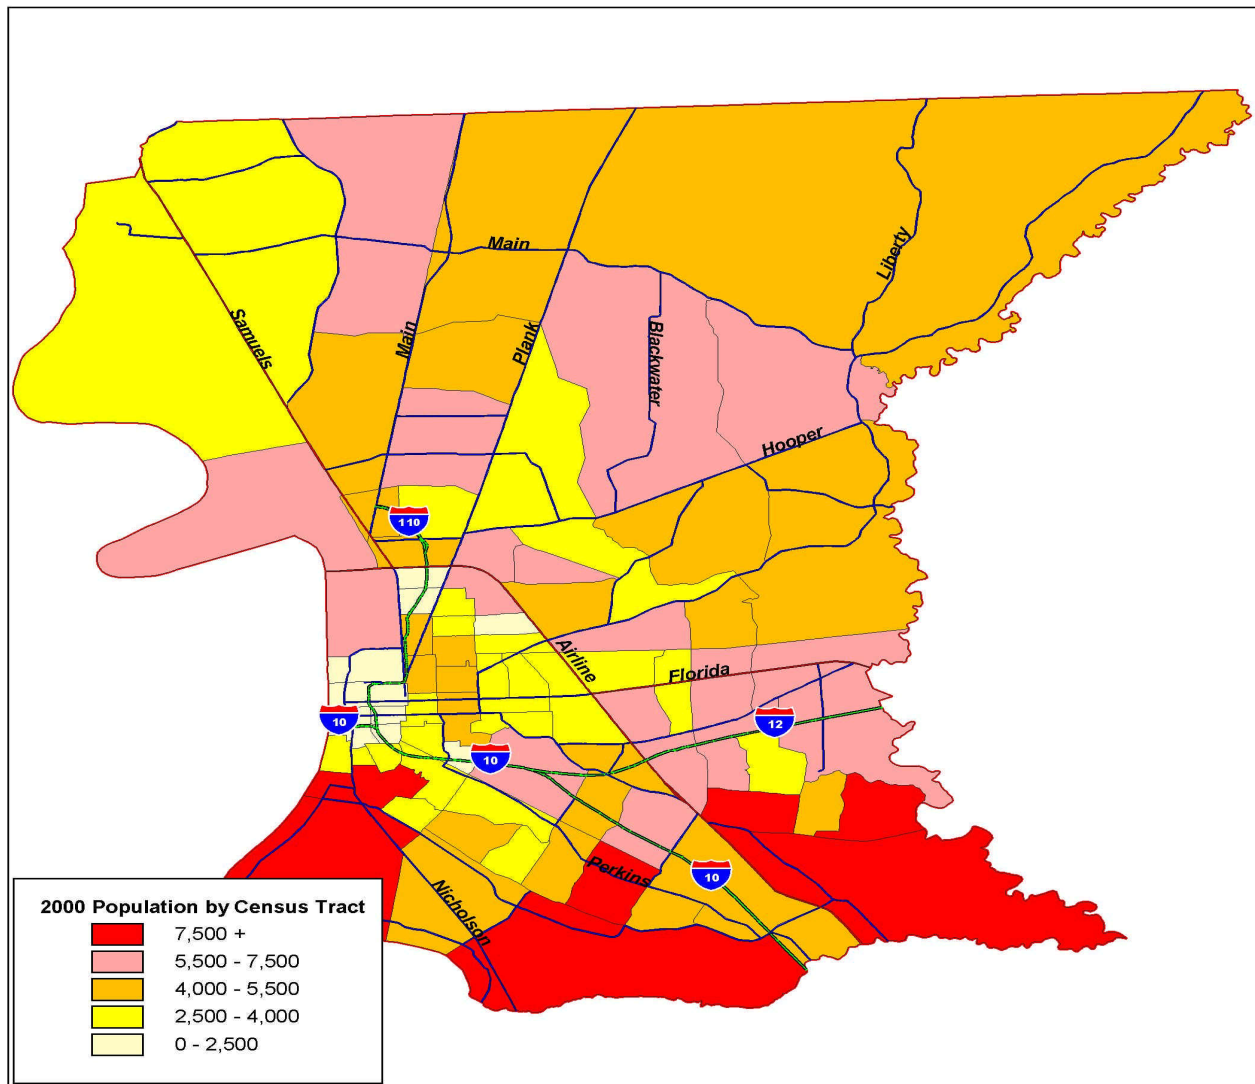 Main
Liberty
Samuels
Main
Plank
Blackwater
Hooper
110
Airline
Florida
10
12
10
Perkins
10
Nicholson
2000 Population by Census Tract
7,500 +
5,500 - 7,500
4,000 - 5,500
2,500 - 4,000
0 - 2,500